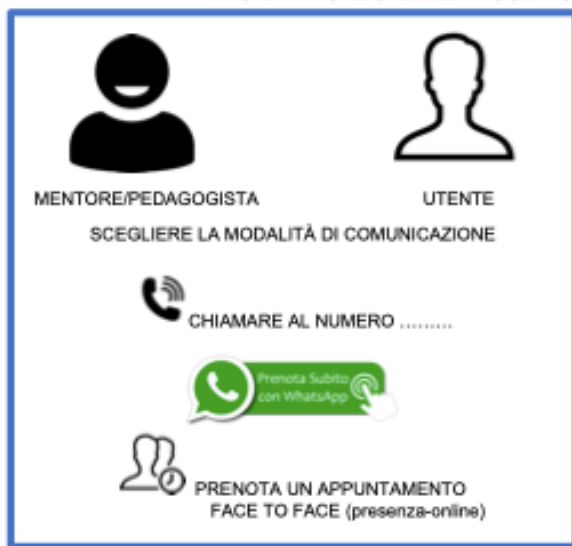 MENTORE/PEDAGOGISTA UTENTE
SCEGLIERE LA MODALITÀ DI COMUNICAZIONE
CHIAMARE AL NUMERO .........
Prenota Subito
con WhatsApp
PRENOTA UN APPUNTAMENTO
FACE TO FACE (presenza-online)